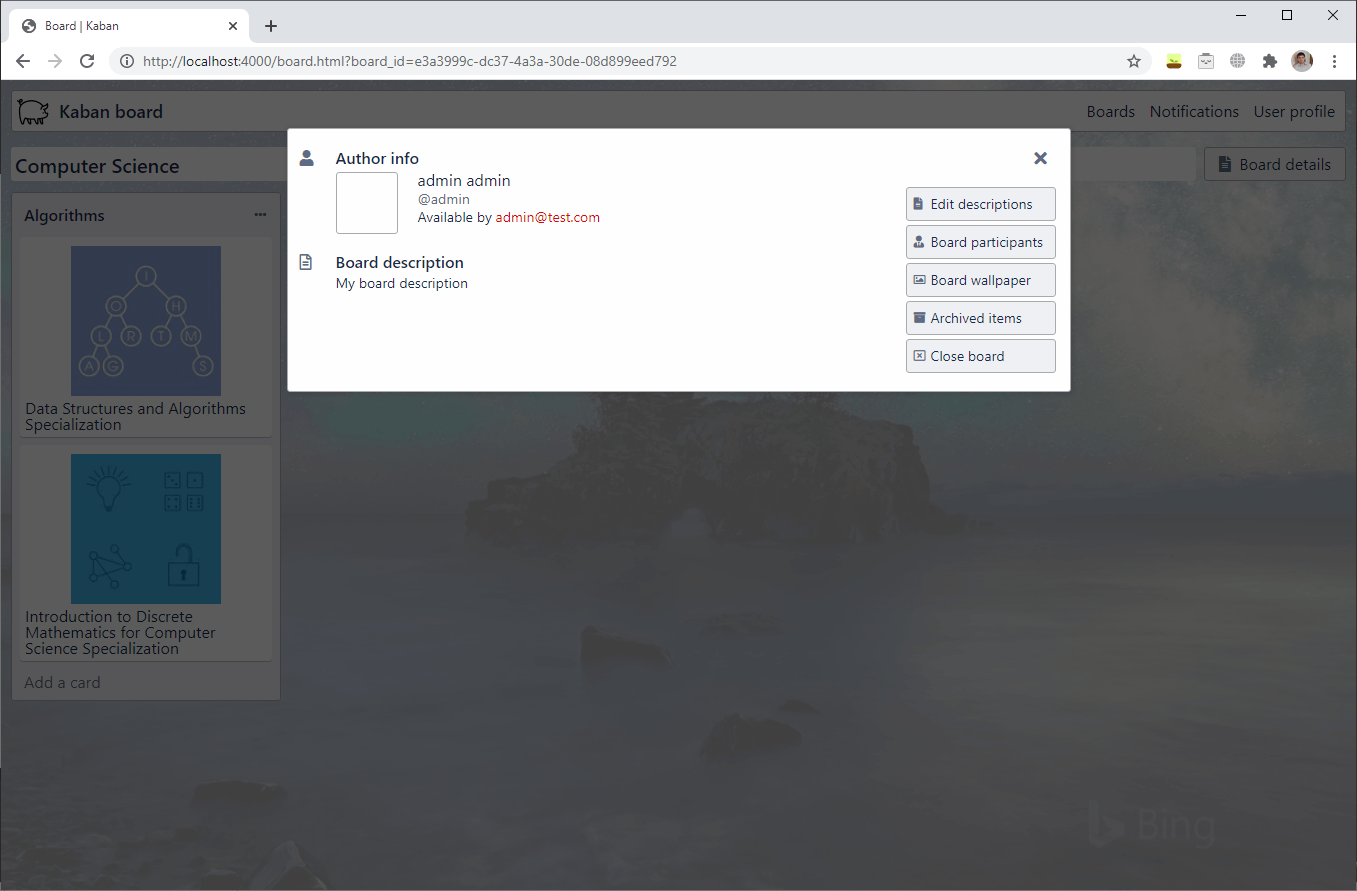 Board | Kaban
http://localhost:4000/board.html?board_id=e3a3999c-dc37-4a3a-30de-08d899eed792
Kaban board
Boards Notifications User profile
Computer Science
Board details
Author info
admin admin
@admin
Available by admin@test.com
Board description
My board description
Edit descriptions
Board participants
Board wallpaper
Archived items
Close board
Algorithms
I
O H
L R T M
A G S
Data Structures and Algorithms
Specialization
Introduction to Discrete
Mathematics for Computer
Science Specialization
Add a card
Bing